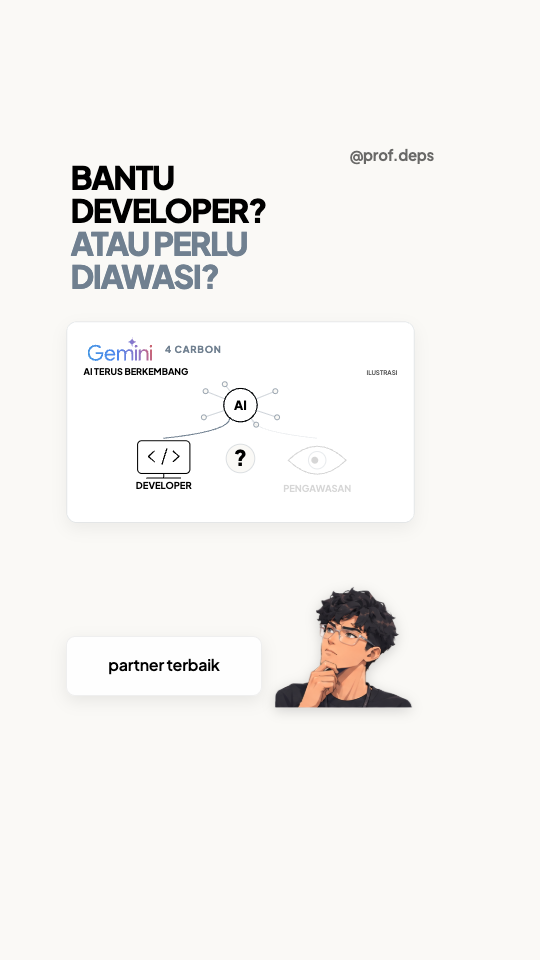 @prof.deps
BANTU
DEVELOPER?
ATAU PERLU
DIAWASI?
Gemini 4 CARBON
AI TERUS BERKEMBANG
ILUSTRASI
AI
</>
?
DEVELOPER
PENGAWASAN
partner terbaik